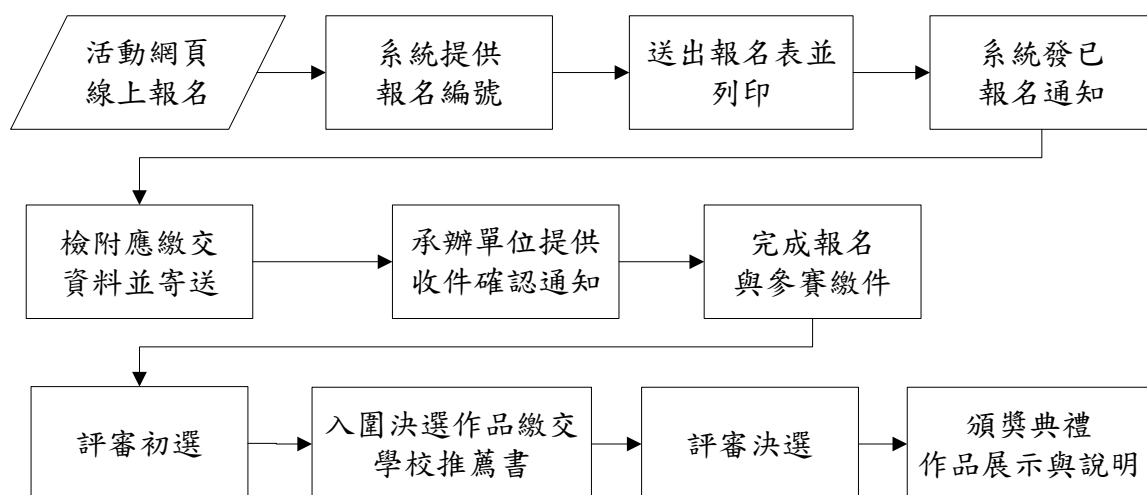 活動網頁
線上報名
系統提供
報名編號
送出報名表並
列印
系統發已
報名通知
檢附應繳交
資料並寄送
承辦單位提供
收件確認通知
完成報名
與參賽繳件
評審初選
入圍決選作品繳交
學校推薦書
評審決選
頒獎典禮
作品展示與說明